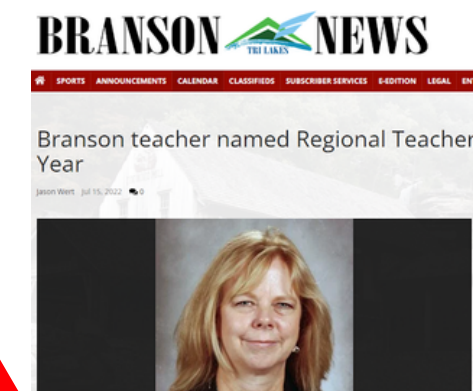 BRANSON TRI LAKES NEWS
SPORTS ANNOUNCEMENTS CALENDAR CLASSIFIEDS SUBSCRIBER SERVICES E-EDITION LEGAL EN
Branson teacher named Regional Teacher
Year
Jason Wert Jul 15, 2022 0